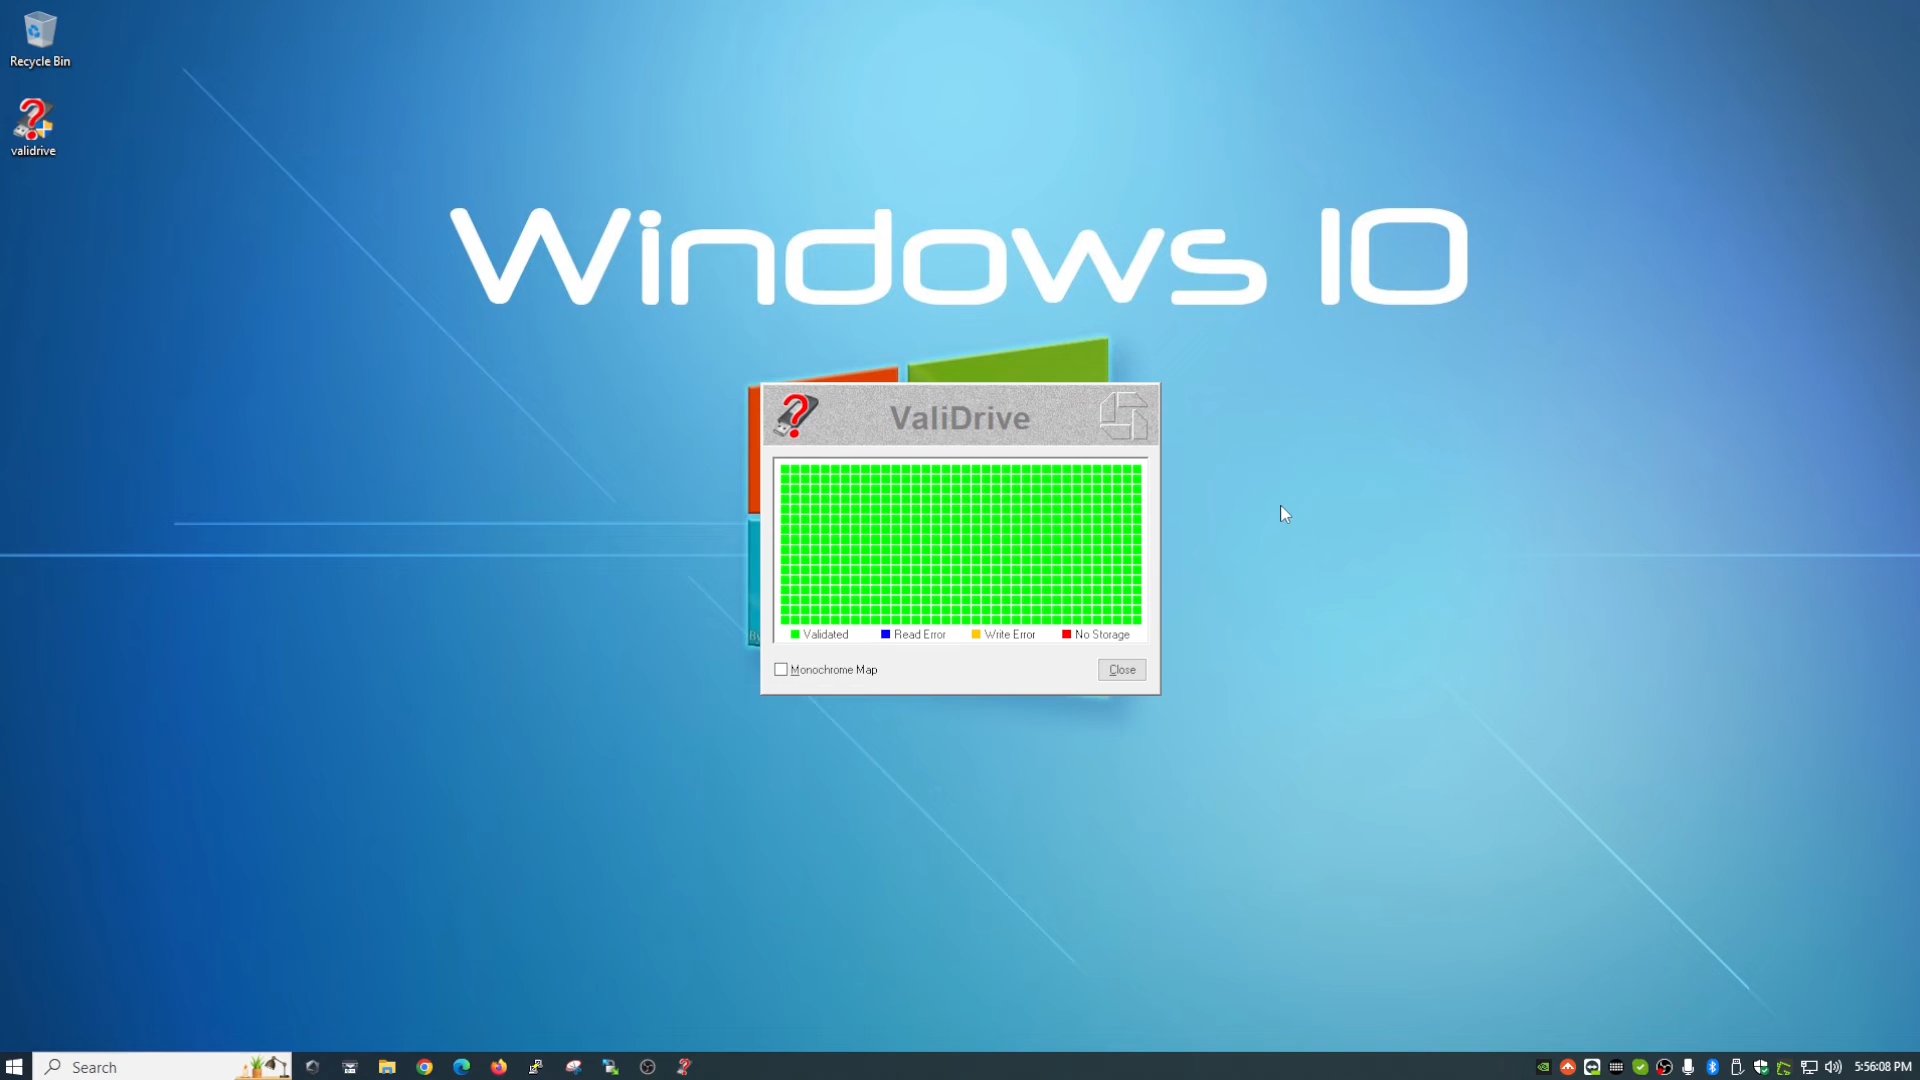 Recycle Bin
validrive
Windows 10
ValiDrive
Validated Read Error Write Error No Storage
Monochrome Map Close
Search
5:56:08 PM